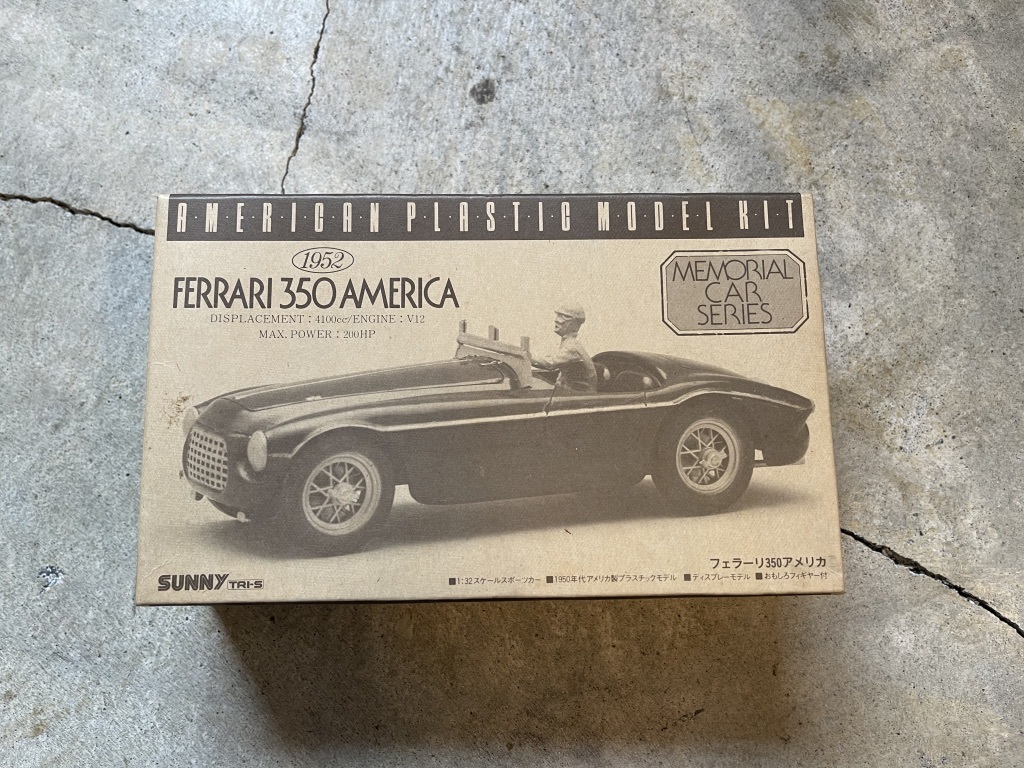 AMERICAN PLASTIC MODEL KIT
1952
FERRARI 350 AMERICA
DISPLACEMENT : 4100cc/ENGINE : V12
MAX. POWER : 200HP
MEMORIAL
CAR
SERIES
フェラーリ350アメリカ
SUNNY TRI-S
■1:32スケールスポーツカー ■1950年代アメリカ製プラスチックモデル ■ディスプレーモデル ■おもしろフィギヤー付